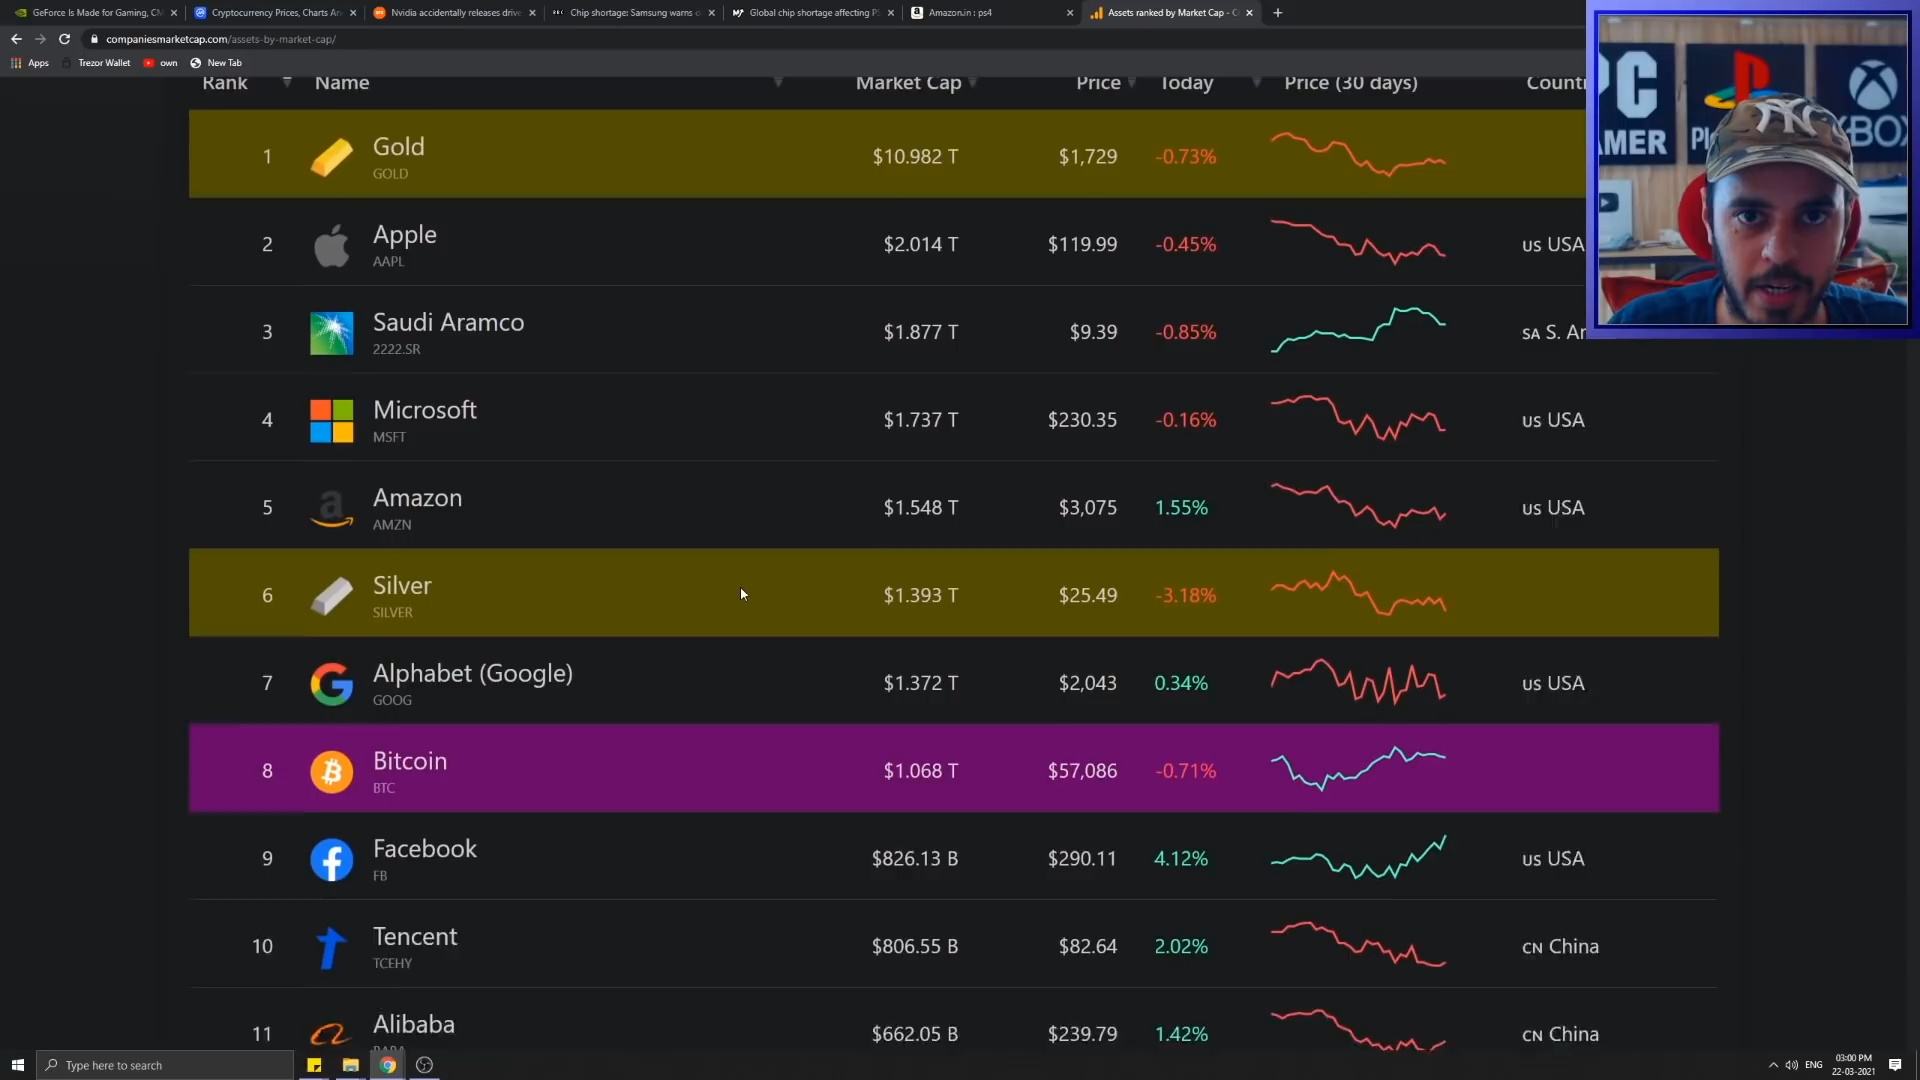 GeForce Is Made for Gaming, CM
Cryptocurrency Prices, Charts An
Nvidia accidentally releases drive
Chip shortage: Samsung warns o
Global chip shortage affecting PS
Amazon.in : ps4
Assets ranked by Market Cap - C
companiesmarketcap.com/assets-by-market-cap/
Apps Trezor Wallet own New Tab
Rank Name Market Cap Price Today Price (30 days) Countr
1 Gold $10.982 T $1,729 -0.73%
GOLD
2 Apple $2.014 T $119.99 -0.45% US USA
AAPL
3 Saudi Aramco $1.877 T $9.39 -0.85% SA S. Ar
2222.SR
4 Microsoft $1.737 T $230.35 -0.16% US USA
MSFT
5 Amazon $1.548 T $3,075 1.55% US USA
AMZN
6 Silver $1.393 T $25.49 -3.18%
SILVER
7 Alphabet (Google) $1.372 T $2,043 0.34% US USA
GOOG
8 Bitcoin $1.068 T $57,086 -0.71%
BTC
9 Facebook $826.13 B $290.11 4.12% US USA
FB
10 Tencent $806.55 B $82.64 2.02% CN China
TCEHY
11 Alibaba $662.05 B $239.79 1.42% CN China
BABA
PC
AMER
Pl
XBOX
NY
Type here to search
ENG
03:00 PM
22-03-2021